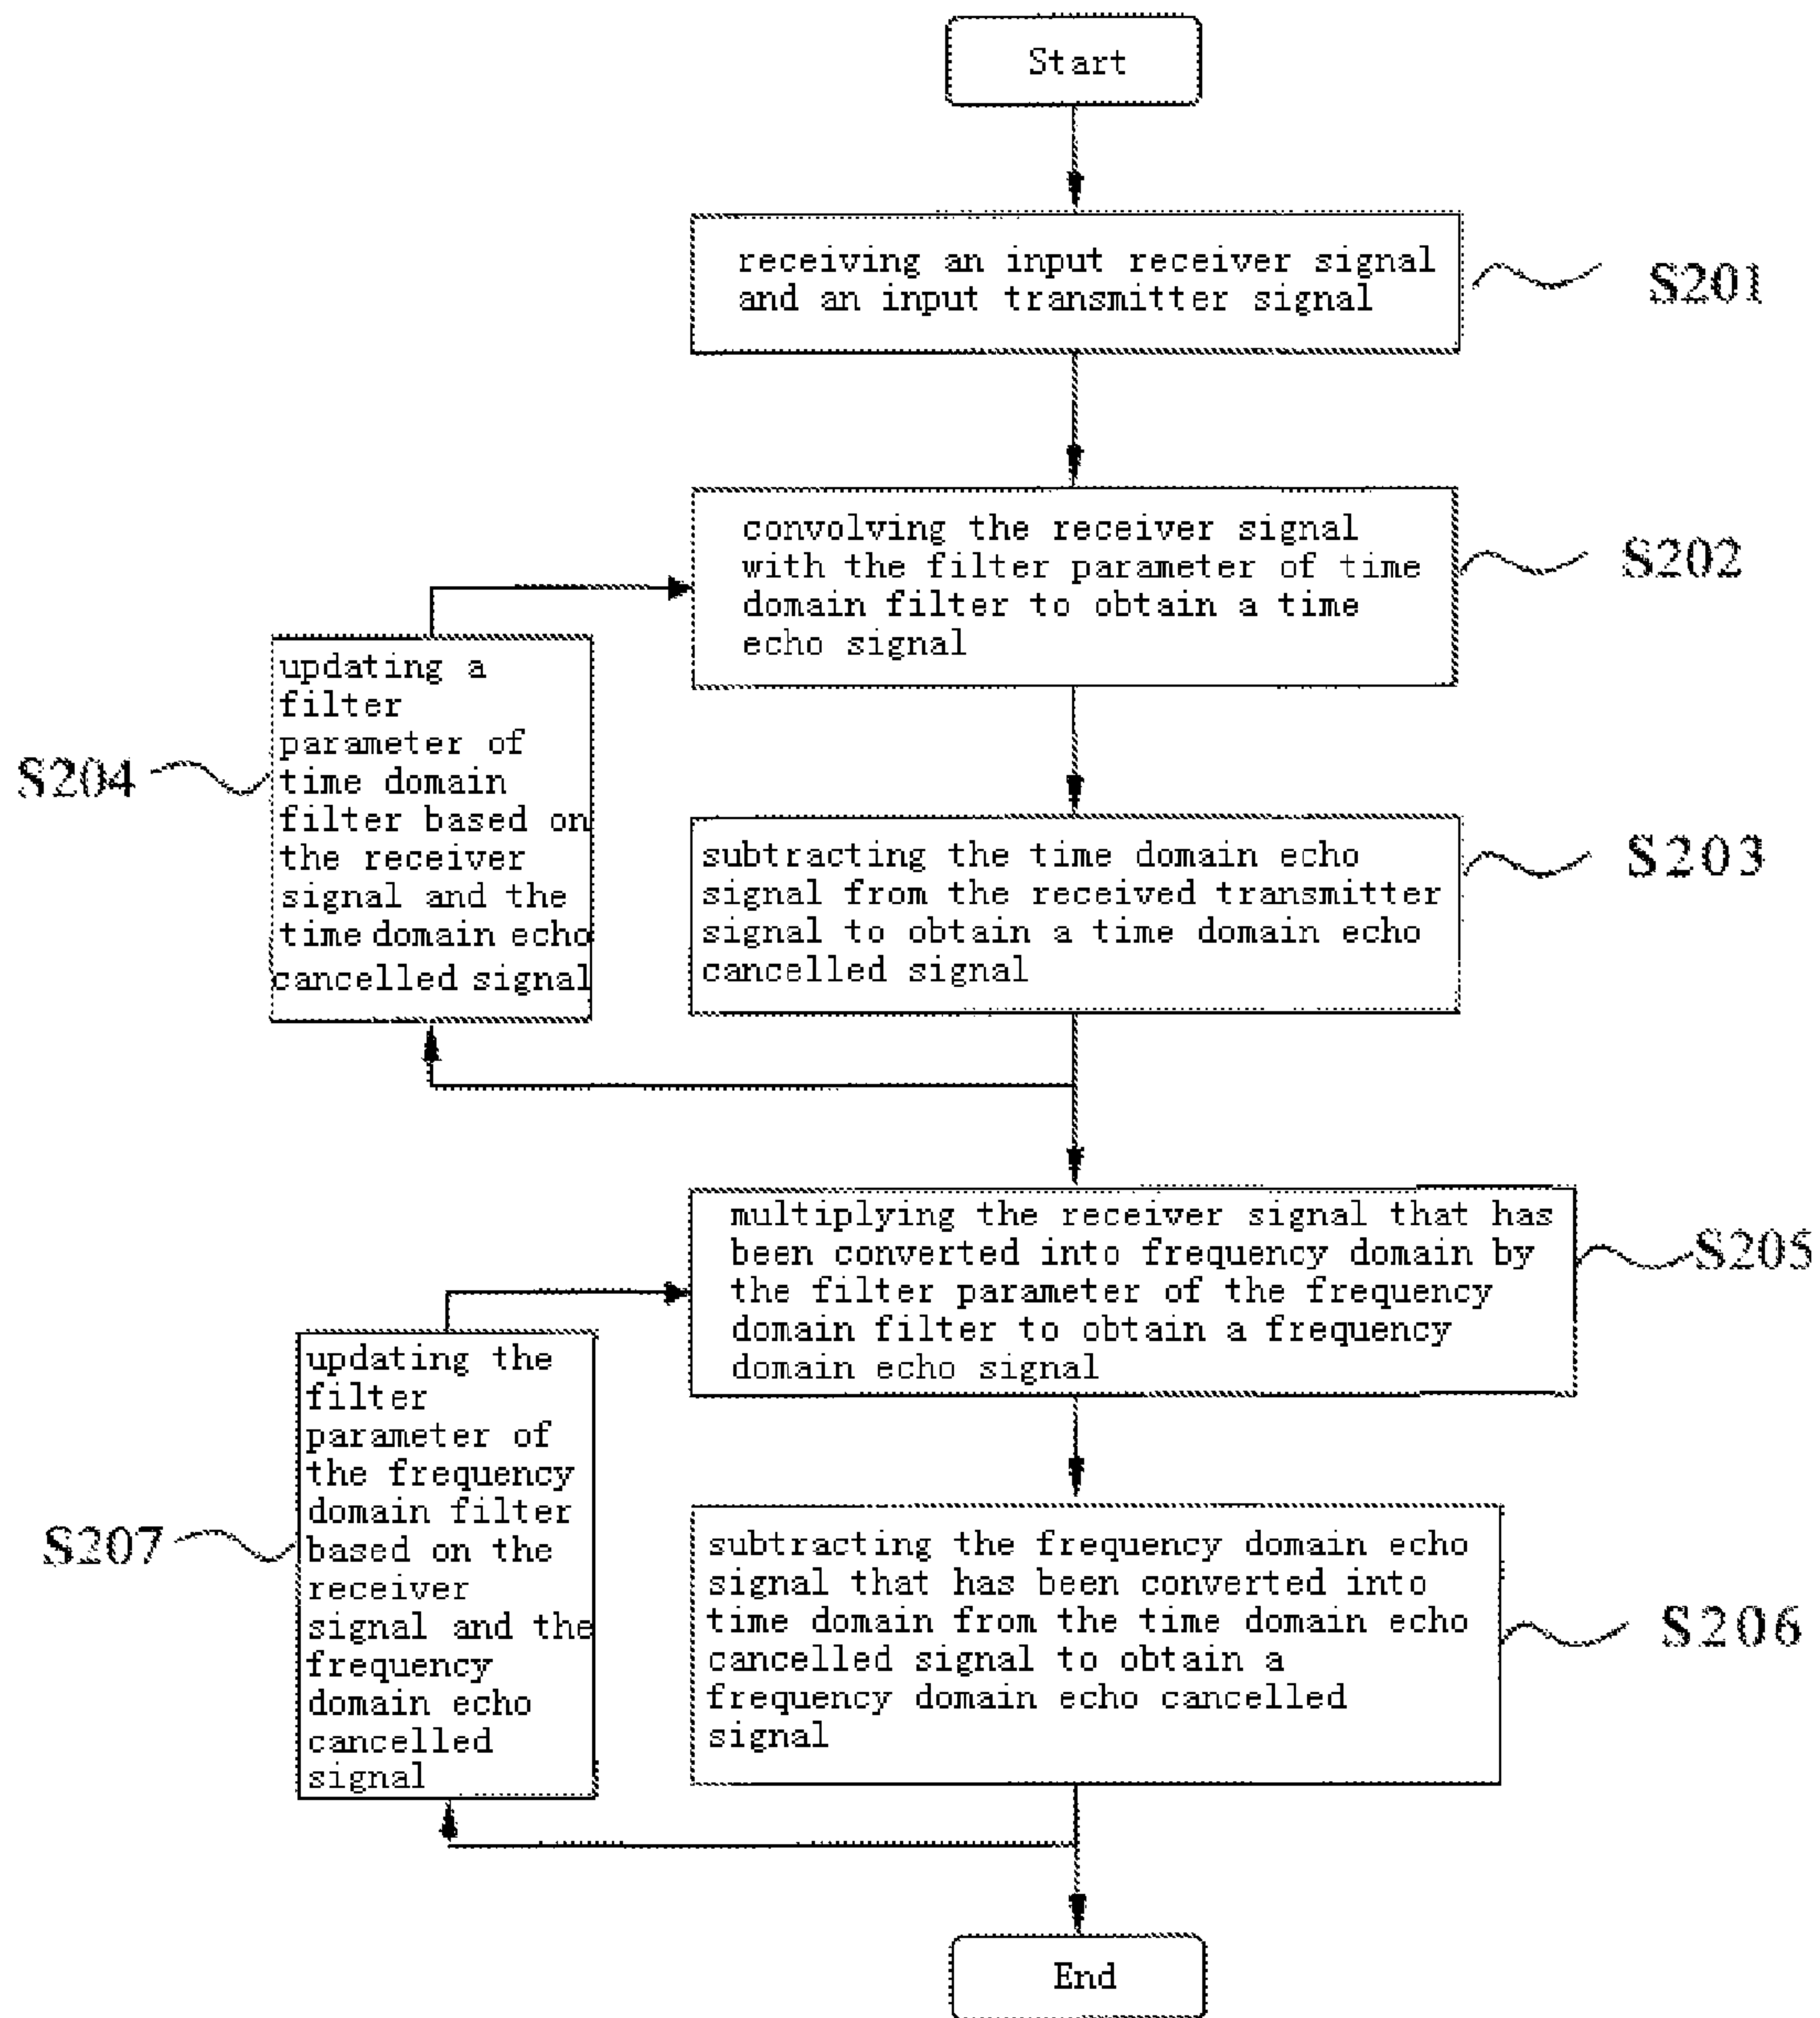 Start
receiving an input receiver signal
and an input transmitter signal
S201
convolving the receiver signal
with the filter parameter of time
domain filter to obtain a time
echo signal
S202
updating a
filter
parameter of
time domain
filter based on
the receiver
signal and the
time domain echo
cancelled signal
S204
subtracting the time domain echo
signal from the received transmitter
signal to obtain a time domain echo
cancelled signal
S203
multiplying the receiver signal that has
been converted into frequency domain by
the filter parameter of the frequency
domain filter to obtain a frequency
domain echo signal
S205
updating the
filter
parameter of
the frequency
domain filter
based on the
receiver
signal and the
frequency
domain echo
cancelled
signal
S207
subtracting the frequency domain echo
signal that has been converted into
time domain from the time domain echo
cancelled signal to obtain a
frequency domain echo cancelled
signal
S206
End